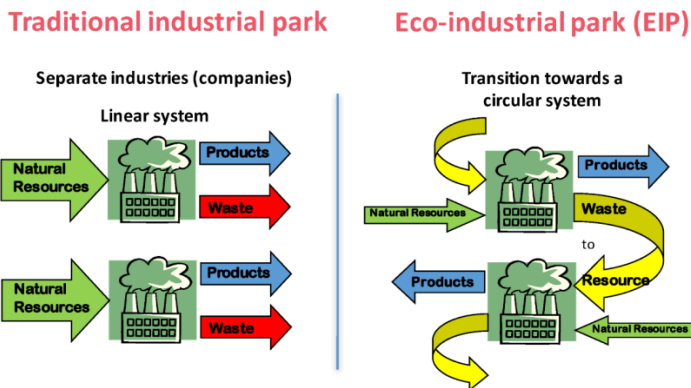 Traditional industrial park
Separate industries (companies)
Linear system
Natural
Resources
Products
Waste
Natural
Resources
Products
Waste
Eco-industrial park (EIP)
Transition towards a
circular system
Products
Natural Resources
Waste
to
Resource
Products
Natural Resources